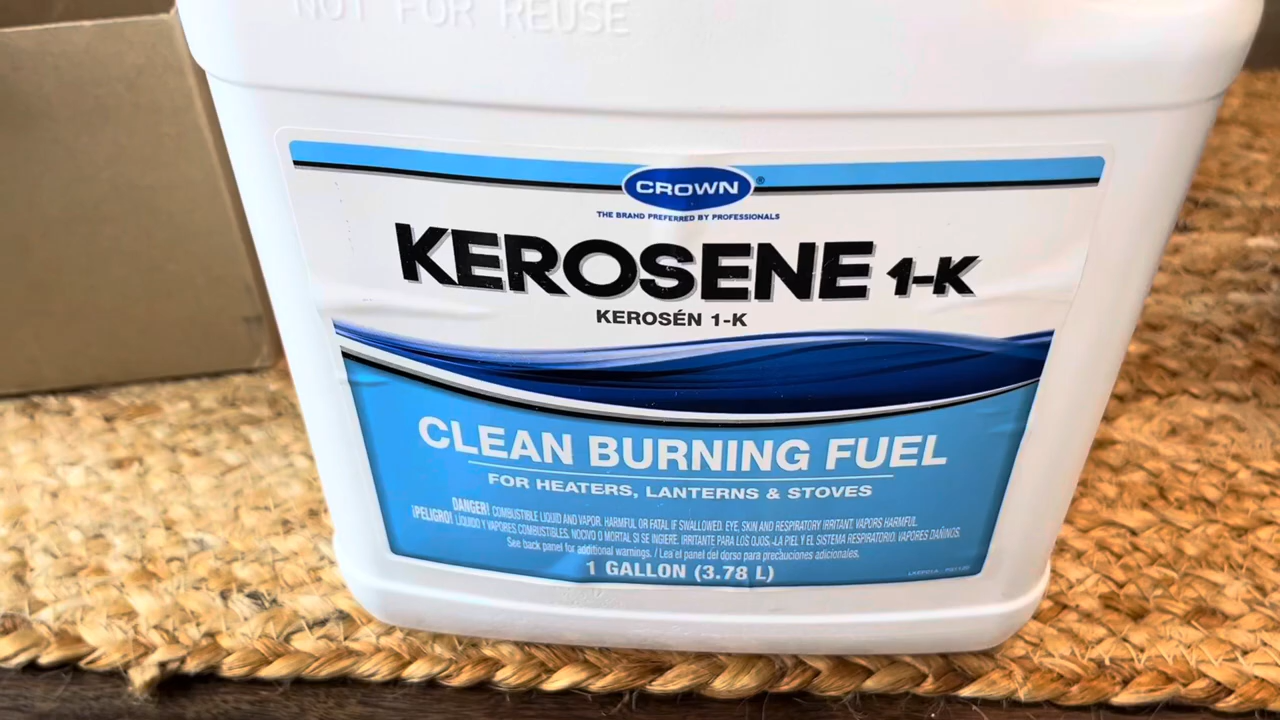 NOT FOR REUSE
CROWN®
THE BRAND PREFERRED BY PROFESSIONALS
KEROSENE 1-K
KEROSÉN 1-K
CLEAN BURNING FUEL
FOR HEATERS, LANTERNS & STOVES
DANGER! COMBUSTIBLE LIQUID AND VAPOR. HARMFUL OR FATAL IF SWALLOWED. EYE, SKIN AND RESPIRATORY IRRITANT. VAPORS HARMFUL.
¡PELIGRO! LÍQUIDO Y VAPORES COMBUSTIBLES. NOCIVO O MORTAL SI SE INGIERE. IRRITANTE PARA LOS OJOS, LA PIEL Y EL SISTEMA RESPIRATORIO. VAPORES DAÑINOS.
See back panel for additional warnings. / Lea el panel del dorso para precauciones adicionales.
1 GALLON (3.78 L)